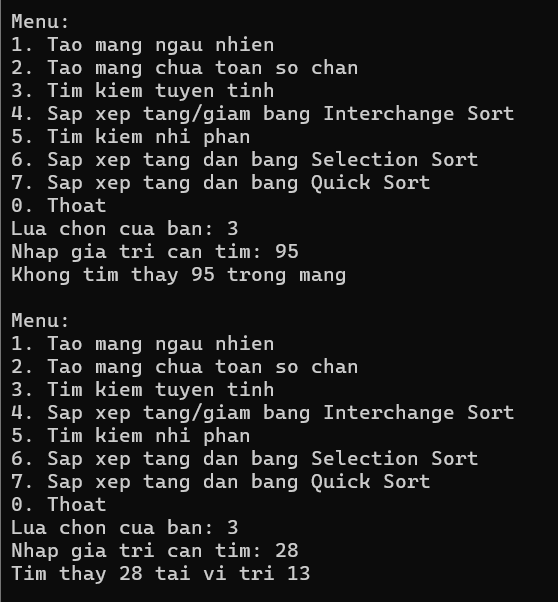 Menu:
1. Tao mang ngau nhien
2. Tao mang chua toan so chan
3. Tim kiem tuyen tinh
4. Sap xep tang/giam bang Interchange Sort
5. Tim kiem nhi phan
6. Sap xep tang dan bang Selection Sort
7. Sap xep tang dan bang Quick Sort
0. Thoat
Lua chon cua ban: 3
Nhap gia tri can tim: 95
Khong tim thay 95 trong mang
Menu:
1. Tao mang ngau nhien
2. Tao mang chua toan so chan
3. Tim kiem tuyen tinh
4. Sap xep tang/giam bang Interchange Sort
5. Tim kiem nhi phan
6. Sap xep tang dan bang Selection Sort
7. Sap xep tang dan bang Quick Sort
0. Thoat
Lua chon cua ban: 3
Nhap gia tri can tim: 28
Tim thay 28 tai vi tri 13